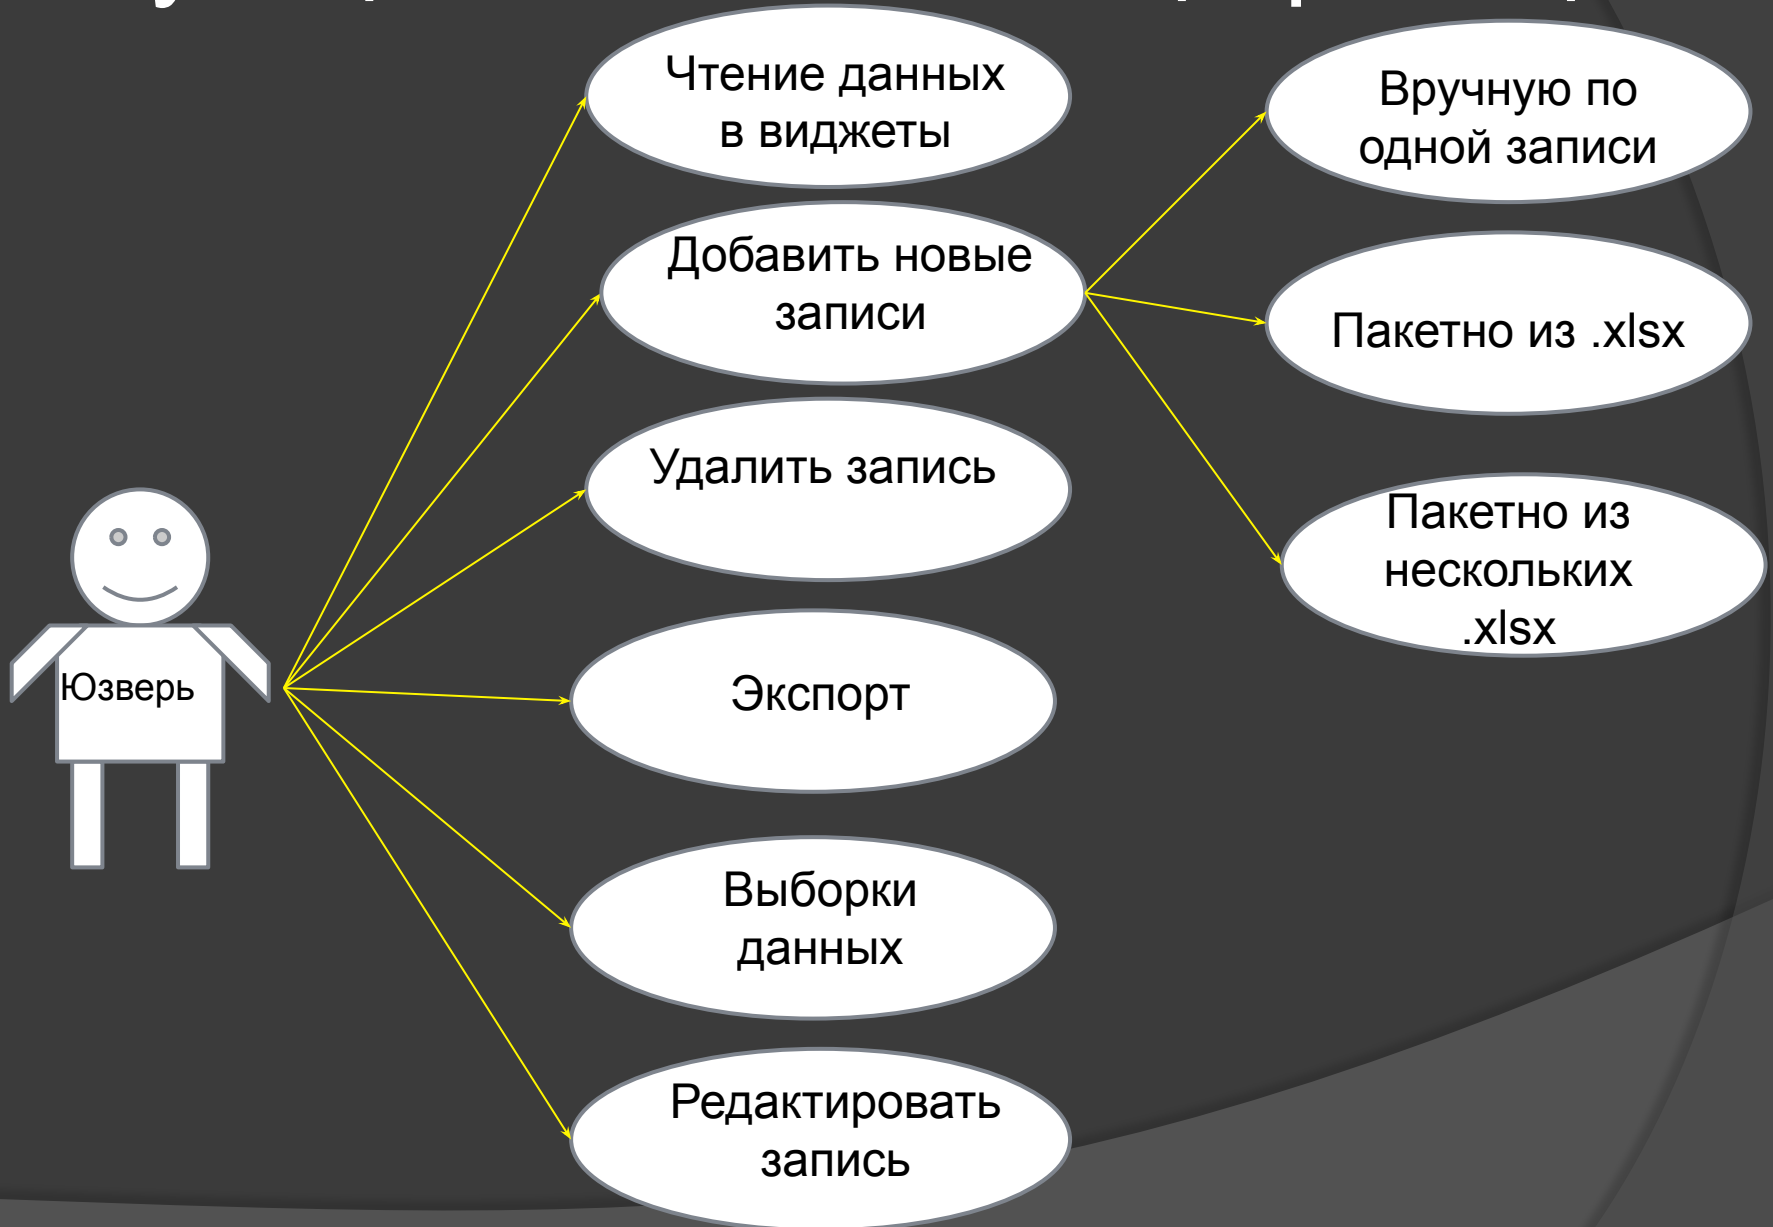 Чтение данных
в виджеты
Вручную по
одной записи
Добавить новые
записи
Пакетно из .xlsx
Удалить запись
Пакетно из
нескольких
.xlsx
Юзверь
Экспорт
Выборки
данных
Редактировать
запись